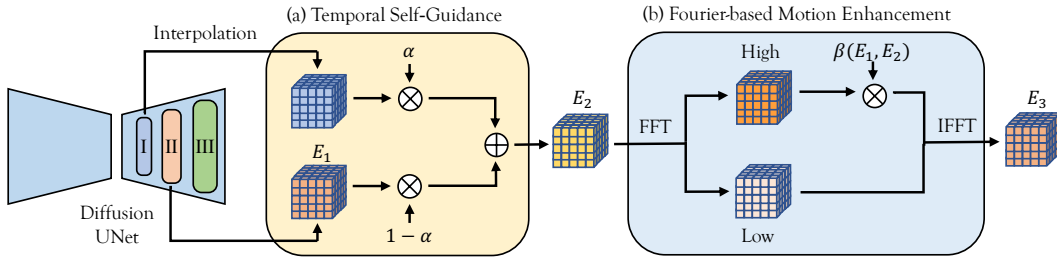 (a) Temporal Self-Guidance
(b) Fourier-based Motion Enhancement
Interpolation
α
High
β(E₁, E₂)
I
II
III
E₁
E₂
FFT
IFFT
E₃
Diffusion
UNet
1 − α
Low